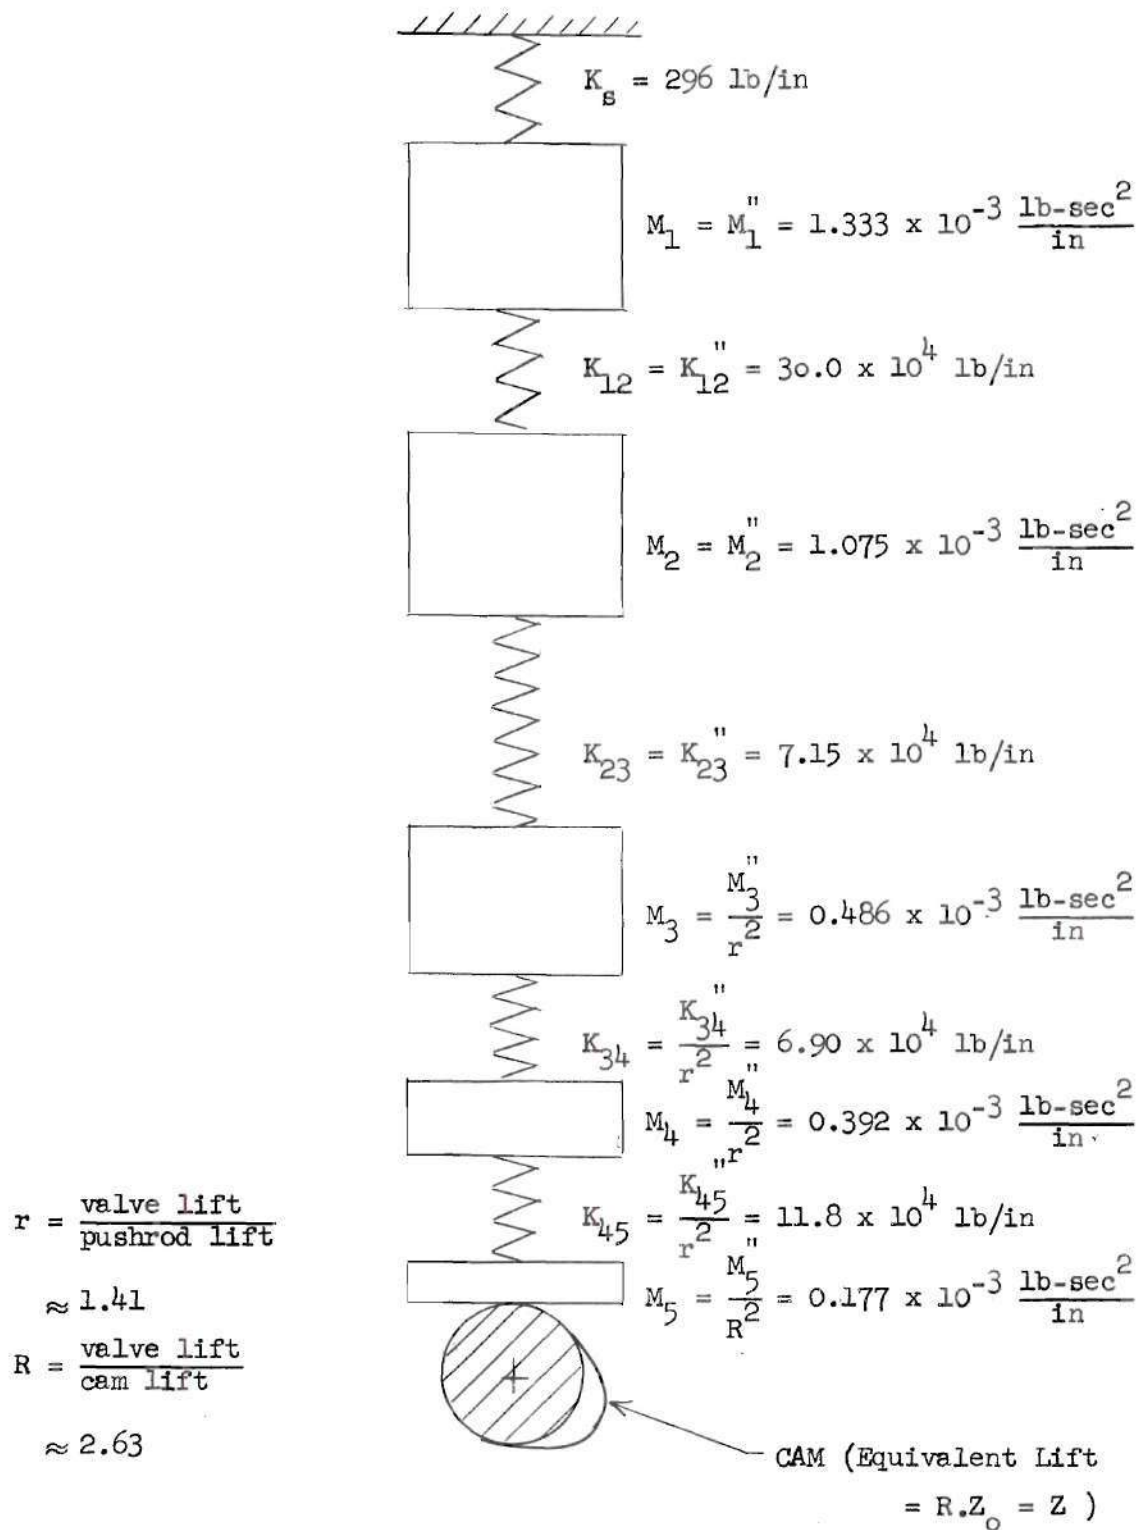 K_s = 296 lb/in
M_1 = M_1" = 1.333 x 10^-3 lb-sec^2/in
K_12 = K_12" = 30.0 x 10^4 lb/in
M_2 = M_2" = 1.075 x 10^-3 lb-sec^2/in
K_23 = K_23" = 7.15 x 10^4 lb/in
M_3 = M_3"/r^2 = 0.486 x 10^-3 lb-sec^2/in
K_34 = K_34"/r^2 = 6.90 x 10^4 lb/in
M_4 = M_4"/r^2 = 0.392 x 10^-3 lb-sec^2/in
K_45 = K_45"/r^2 = 11.8 x 10^4 lb/in
M_5 = M_5"/R^2 = 0.177 x 10^-3 lb-sec^2/in
r = valve lift/pushrod lift
≈ 1.41
R = valve lift/cam lift
≈ 2.63
CAM (Equivalent Lift
= R.Z_o = Z )